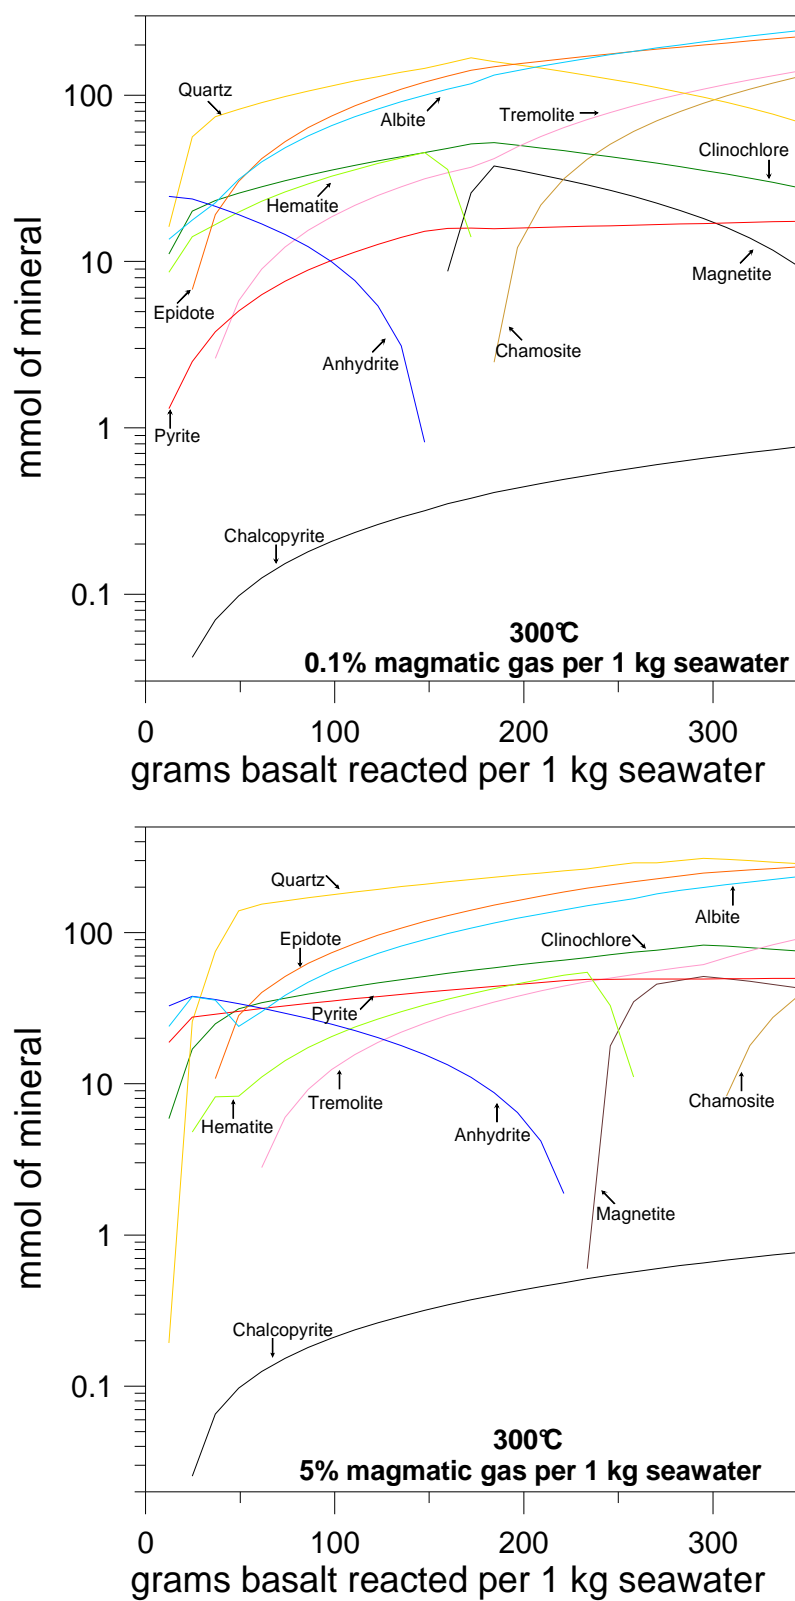 Quartz
Albite
Tremolite
Clinochlore
Hematite
Epidote
Magnetite
Anhydrite
Chamosite
Pyrite
Chalcopyrite
100
10
1
0.1
mmol of mineral
300°C
0.1% magmatic gas per 1 kg seawater
0
100
200
300
grams basalt reacted per 1 kg seawater
Quartz
Albite
Epidote
Clinochlore
Pyrite
Hematite
Tremolite
Anhydrite
Chamosite
Magnetite
Chalcopyrite
100
10
1
0.1
mmol of mineral
300°C
5% magmatic gas per 1 kg seawater
0
100
200
300
grams basalt reacted per 1 kg seawater